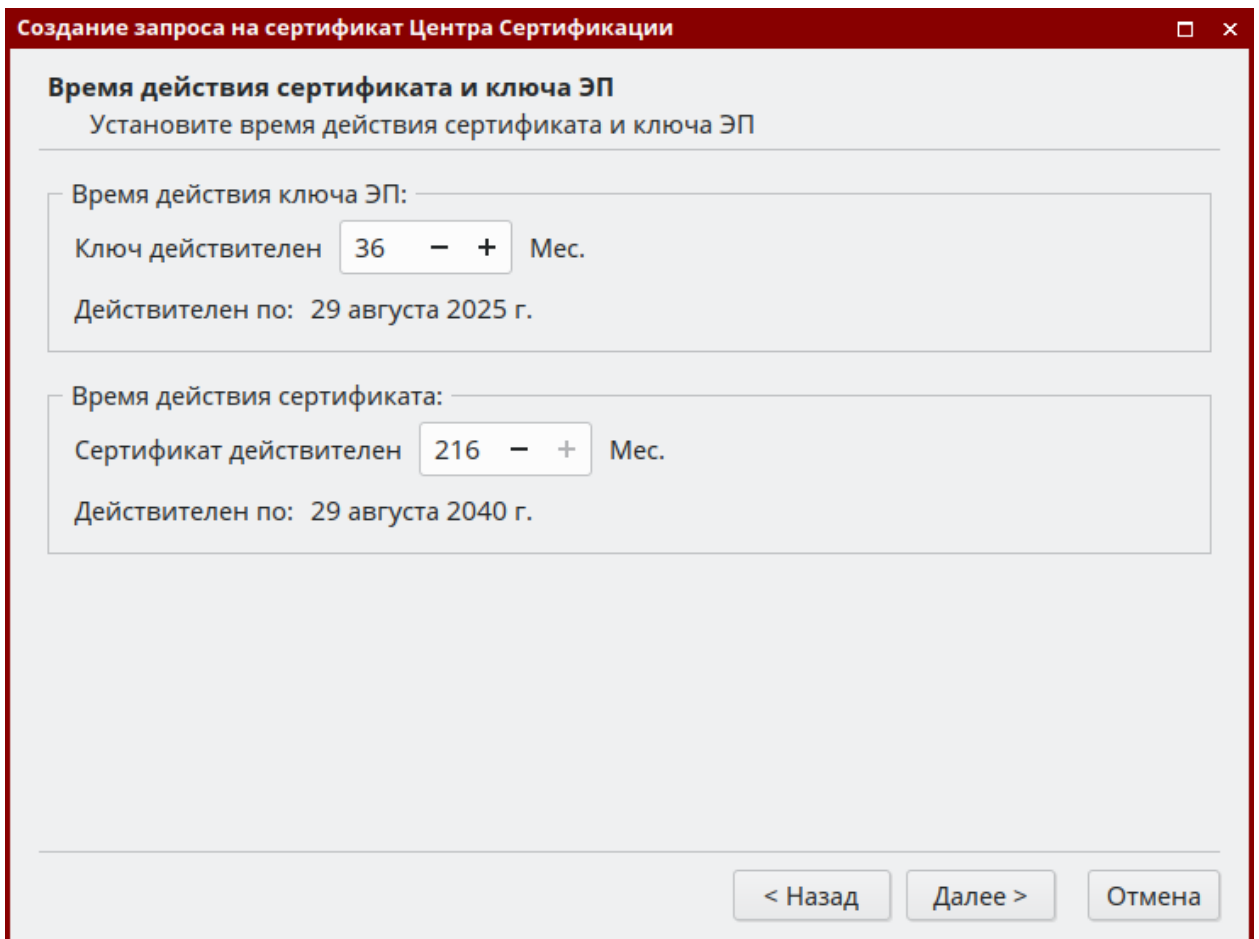 Создание запроса на сертификат Центра Сертификации
Время действия сертификата и ключа ЭП
Установите время действия сертификата и ключа ЭП
Время действия ключа ЭП:
Ключ действителен 36 − + Мес.
Действителен по: 29 августа 2025 г.
Время действия сертификата:
Сертификат действителен 216 − + Мес.
Действителен по: 29 августа 2040 г.
< Назад Далее > Отмена